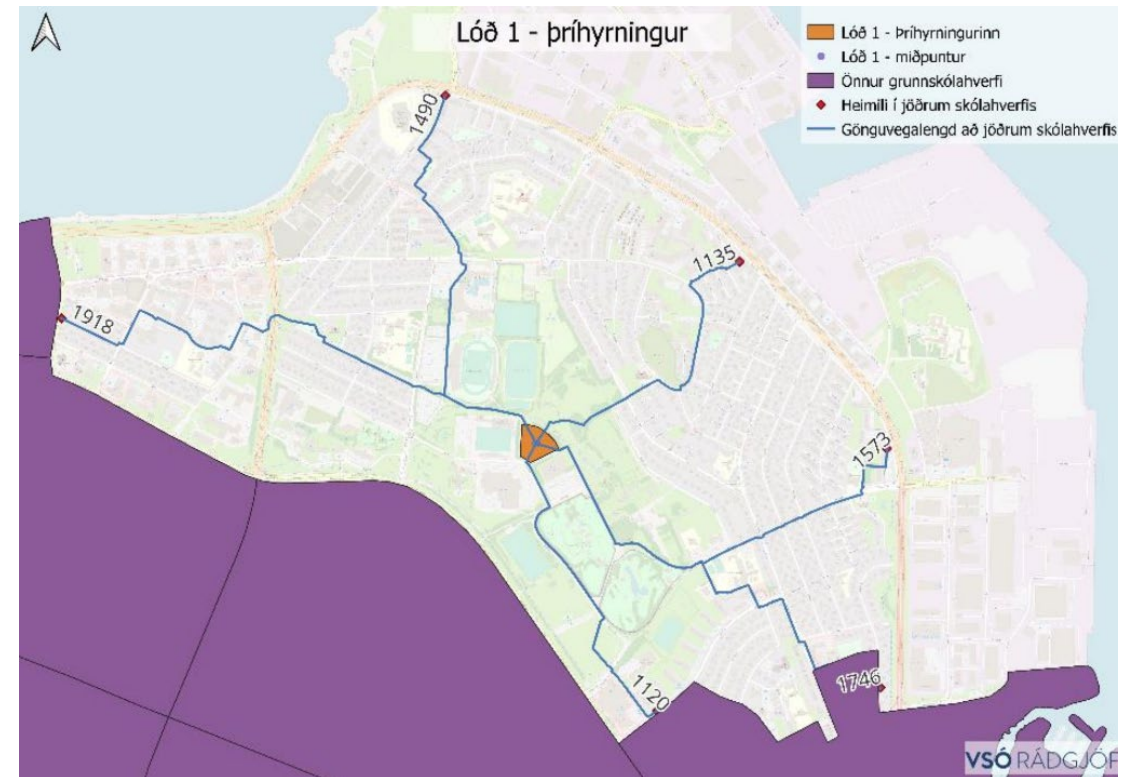 Lóð 1 - þríhyrningur
Lóð 1 - Þríhyrningurinn
Lóð 1 - miðpuntur
Önnur grunnskólahverfi
Heimili í jöðrum skólahverfis
Gönguvegalengd að jöðrum skólahverfis
1490
1135
1918
1573
1746
1120
VSÓ RÁÐGJÖF